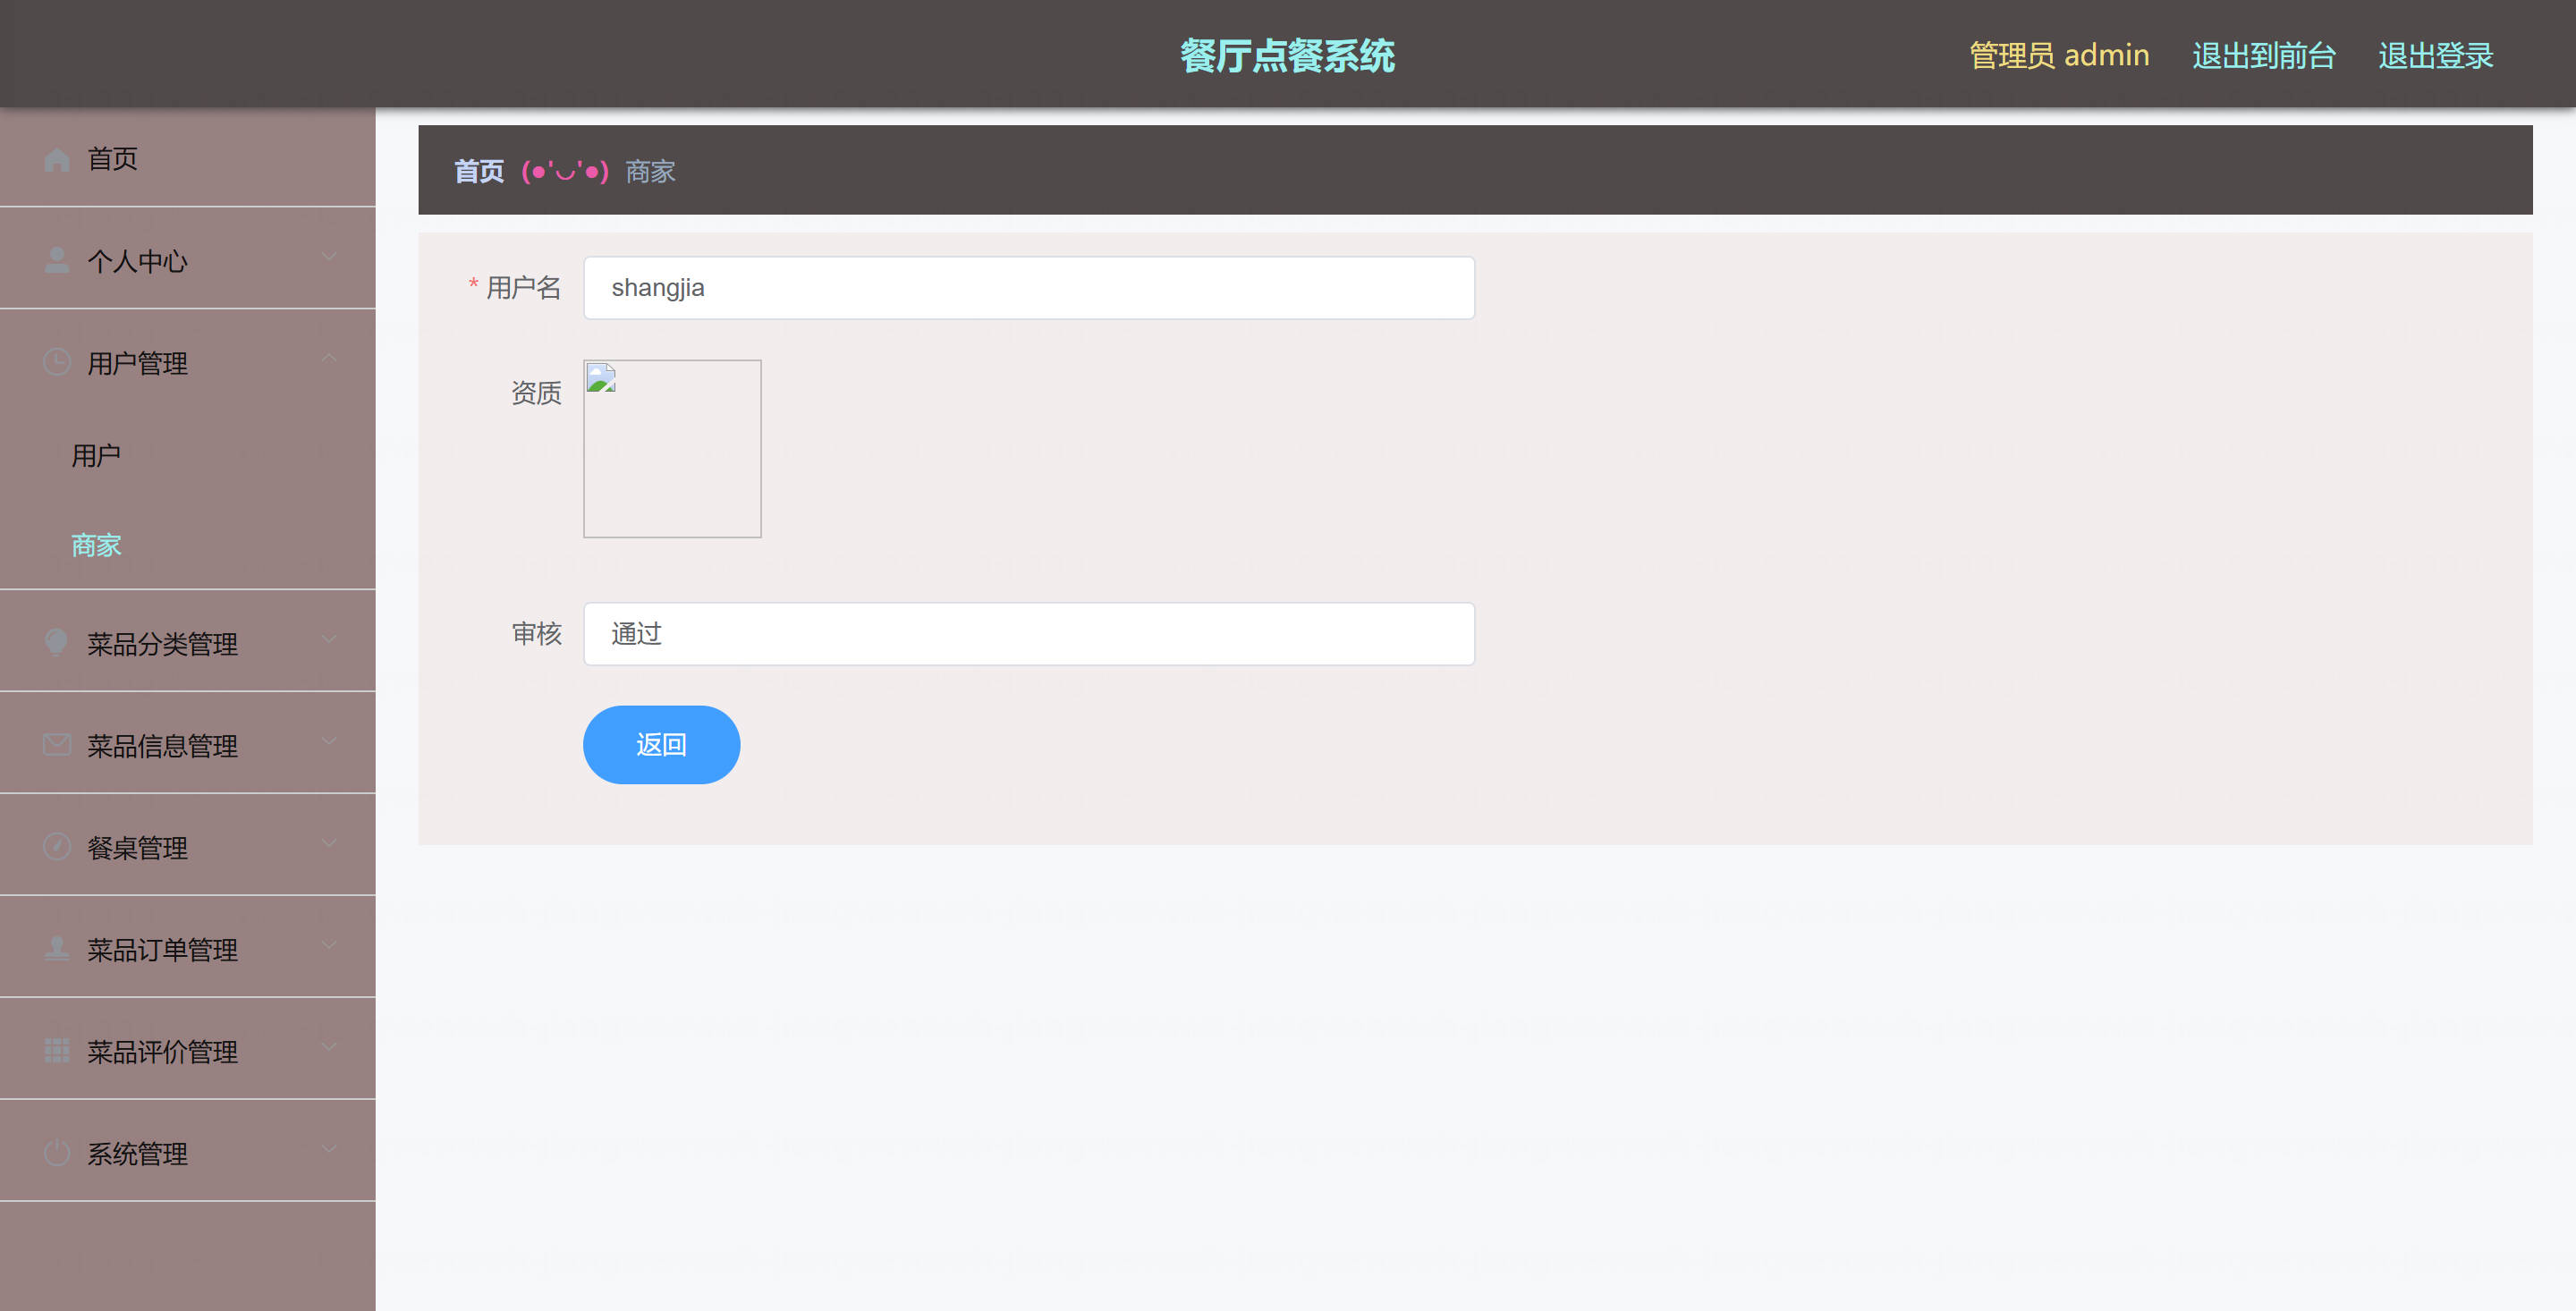 餐厅点餐系统
管理员 admin 退出到前台 退出登录
首页
个人中心
用户管理
用户
商家
菜品分类管理
菜品信息管理
餐桌管理
菜品订单管理
菜品评价管理
系统管理
首页 (●'◡'●) 商家
* 用户名 shangjia
资质
审核 通过
返回